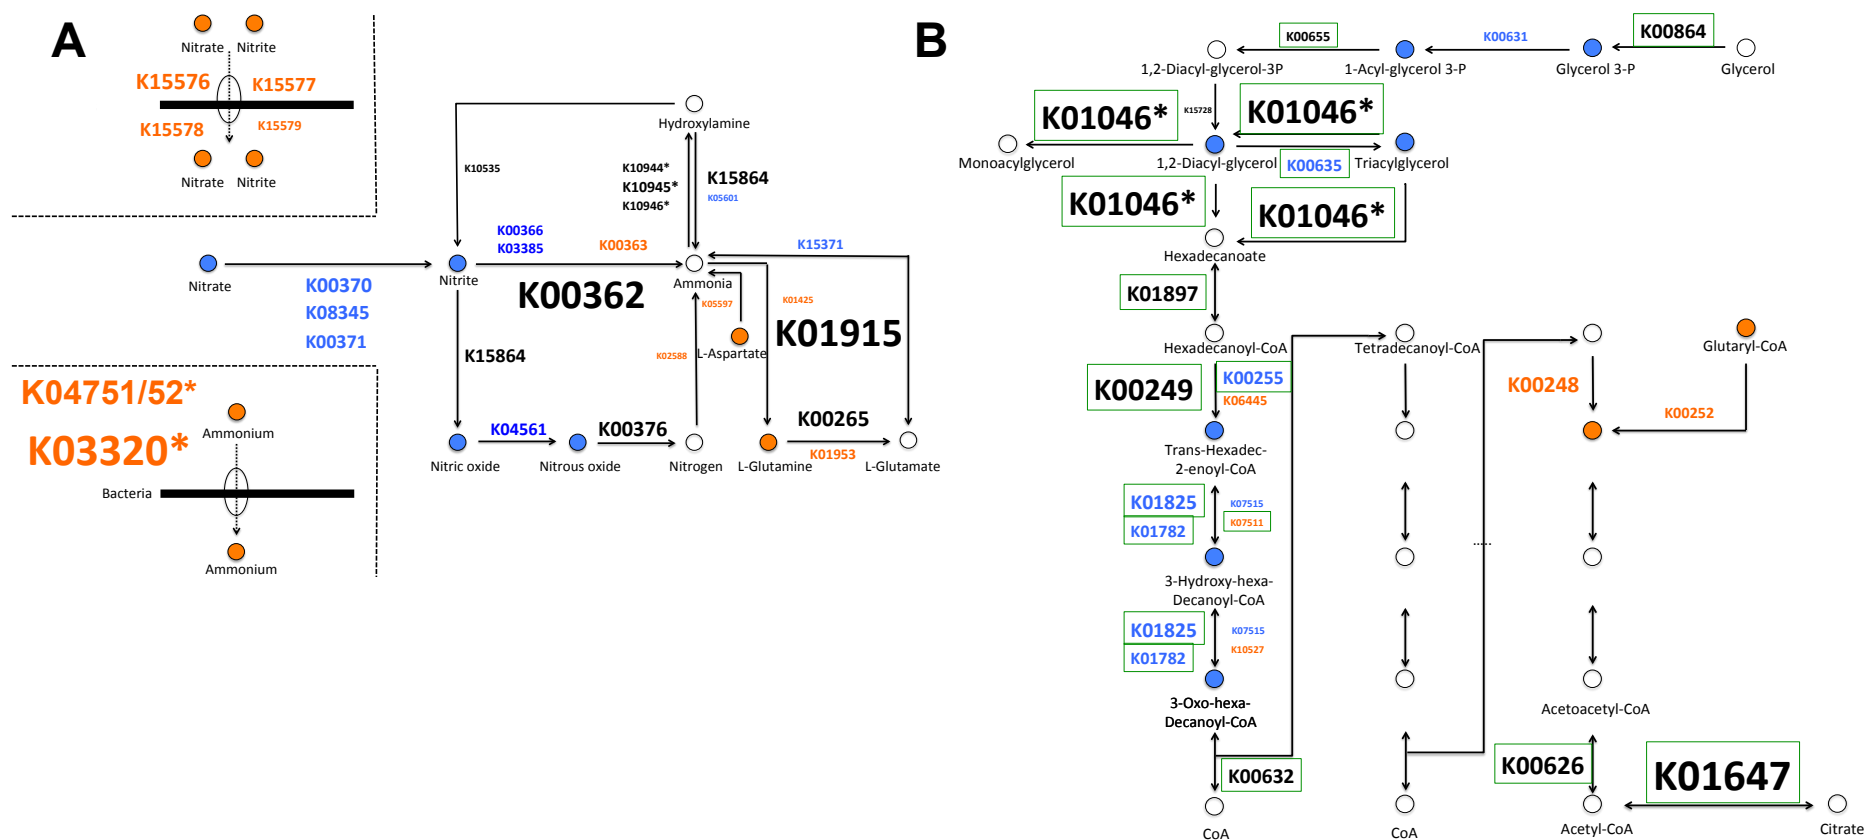 A
Nitrate Nitrite
K15576 K15577
K15578 K15579
Nitrate Nitrite
Hydroxylamine
K10535
K10944*
K10945*
K10946*
K15864
K05601
K00366
K03385
K00363
K15371
Nitrate
Nitrite
Ammonia
K00370
K08345
K00371
K00362
K05597
K01425
K01915
K15864
K02588
L-Aspartate
K04751/52*
Ammonium
K03320*
Bacteria
Ammonium
K04561
K00376
K00265
K01953
Nitric oxide
Nitrous oxide
Nitrogen
L-Glutamine
L-Glutamate
B
K00655
K00631
K00864
1,2-Diacyl-glycerol-3P
1-Acyl-glycerol 3-P
Glycerol 3-P
Glycerol
K01046*
K15728
K01046*
Monoacylglycerol
1,2-Diacyl-glycerol
K00635
Triacylglycerol
K01046*
K01046*
Hexadecanoate
K01897
Hexadecanoyl-CoA
Tetradecanoyl-CoA
Glutaryl-CoA
K00249
K00255
K06445
K00248
K00252
Trans-Hexadec-
2-enoyl-CoA
K01825
K01782
K07515
K07511
3-Hydroxy-hexa-
Decanoyl-CoA
K01825
K01782
K07515
K10527
3-Oxo-hexa-
Decanoyl-CoA
Acetoacetyl-CoA
K00632
K00626
K01647
CoA
CoA
Acetyl-CoA
Citrate